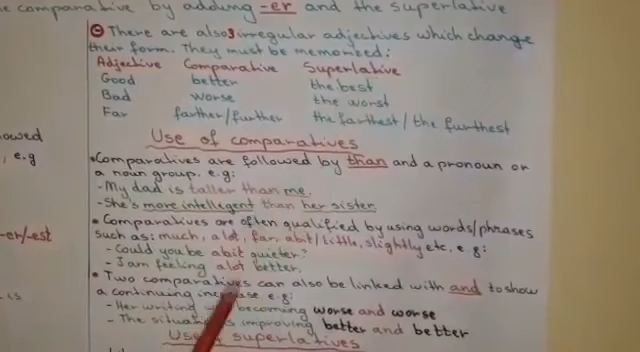 e comparative by adding -er and the superlative
There are also 3 irregular adjectives which change
their form. They must be memorized:
Adjective Comparative Superlative
Good better the best
Bad worse the worst
Far farther/further the farthest/the furthest
Use of comparatives
owed
, e.g
-er/-est
is
• Comparatives are followed by than and a pronoun or
a noun group. e.g:
- My dad is taller than me.
- She's more intellegent than her sister.
• Comparatives are often qualified by using words/phrases
such as: much, a lot, far, abit/little, slightly etc, e g:
- Could you be abit quieter?
- I am feeling alot better.
• Two comparatives can also be linked with and to show
a continuing increase e.g:
- Her writing becoming worse and worse
- The situation is improving better and better
Use superlatives